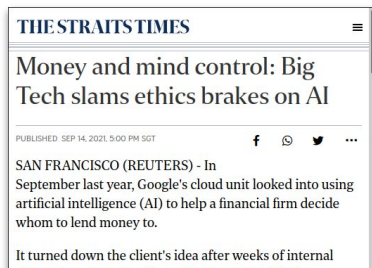 THE STRAITS TIMES
Money and mind control: Big
Tech slams ethics brakes on AI
PUBLISHED SEP 14, 2021, 5:00 PM SGT
SAN FRANCISCO (REUTERS) - In
September last year, Google's cloud unit looked into using
artificial intelligence (AI) to help a financial firm decide
whom to lend money to.
It turned down the client's idea after weeks of internal